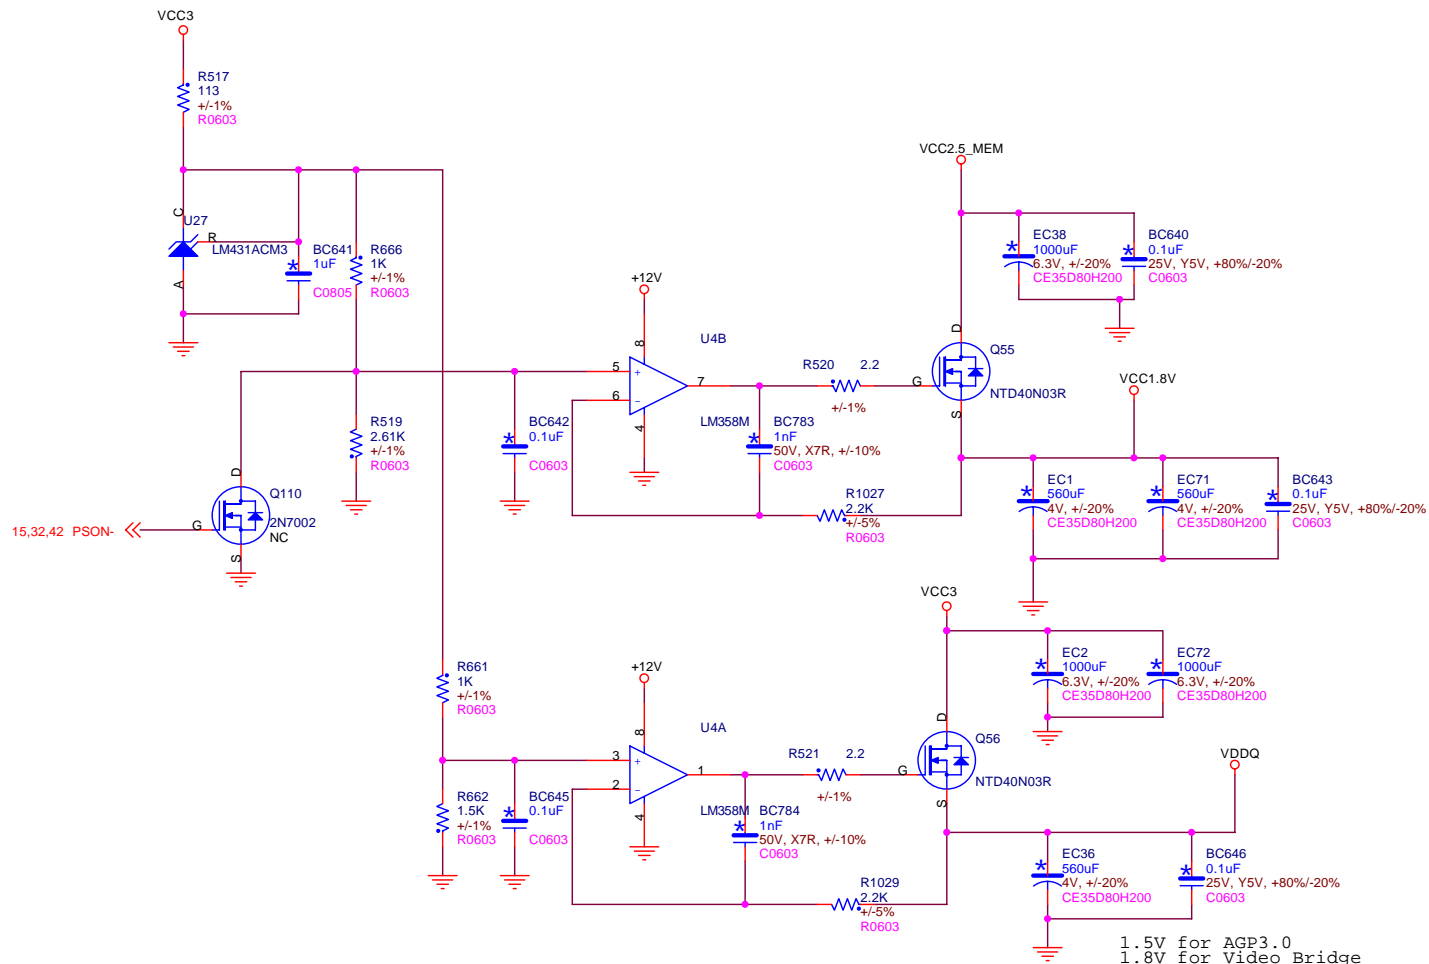 VCC3
R517
113
+/-1%
R0603
C
U27
R
LM431ACM3
A
BC641
1uF
C0805
R666
1K
+/-1%
R0603
R519
2.61K
+/-1%
R0603
D
Q110
2N7002
NC
G
S
15,32,42 PSON-
BC642
0.1uF
C0603
+12V
8
U4B
5
+
6
−
7
4
LM358M
BC783
1nF
50V, X7R, +/-10%
C0603
R520 2.2
+/-1%
R1027
2.2K
+/-5%
R0603
VCC2.5_MEM
D
Q55
G
NTD40N03R
S
EC38
1000uF
6.3V, +/-20%
CE35D80H200
BC640
0.1uF
25V, Y5V, +80%/-20%
C0603
VCC1.8V
EC1
560uF
4V, +/-20%
CE35D80H200
EC71
560uF
4V, +/-20%
CE35D80H200
BC643
0.1uF
25V, Y5V, +80%/-20%
C0603
R661
1K
+/-1%
R0603
R662
1.5K
+/-1%
R0603
BC645
0.1uF
C0603
+12V
8
U4A
3
+
2
−
1
4
LM358M
BC784
1nF
50V, X7R, +/-10%
C0603
R521 2.2
+/-1%
R1029
2.2K
+/-5%
R0603
VCC3
D
Q56
G
NTD40N03R
S
EC2
1000uF
6.3V, +/-20%
CE35D80H200
EC72
1000uF
6.3V, +/-20%
CE35D80H200
VDDQ
EC36
560uF
4V, +/-20%
CE35D80H200
BC646
0.1uF
25V, Y5V, +80%/-20%
C0603
1.5V for AGP3.0
1.8V for Video Bridge